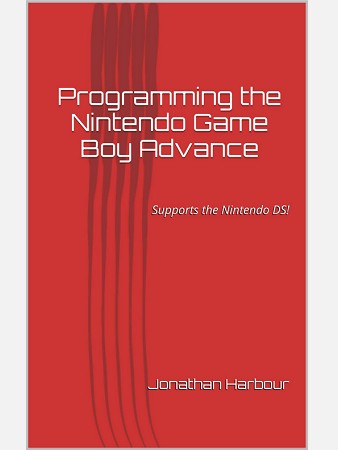 Programming the
Nintendo Game
Boy Advance
Supports the Nintendo DS!
Jonathan Harbour